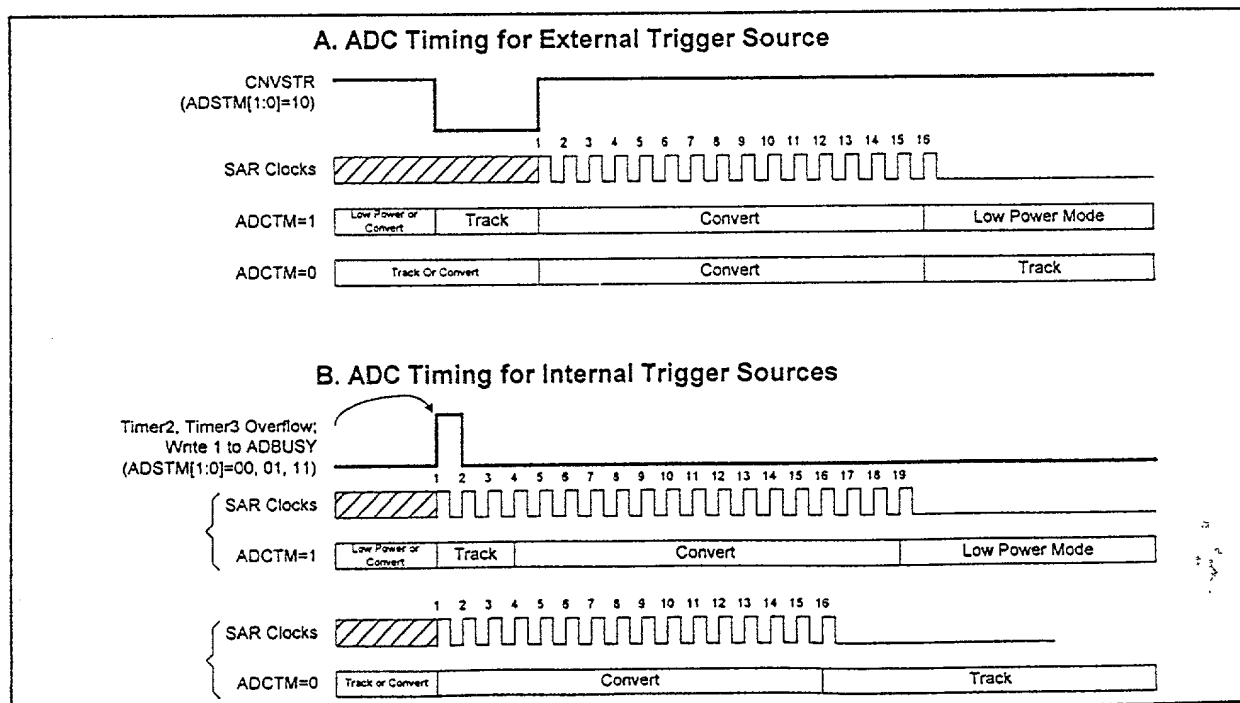 A. ADC Timing for External Trigger Source
CNVSTR
(ADSTM[1:0]=10)
1 2 3 4 5 6 7 8 9 10 11 12 13 14 15 16
SAR Clocks
ADCTM=1
Low Power or
Convert
Track
Convert
Low Power Mode
ADCTM=0
Track Or Convert
Convert
Track
B. ADC Timing for Internal Trigger Sources
Timer2, Timer3 Overflow;
Write 1 to ADBUSY
(ADSTM[1:0]=00, 01, 11)
1 2 3 4 5 6 7 8 9 10 11 12 13 14 15 16 17 18 19
SAR Clocks
ADCTM=1
Low Power or
Convert
Track
Convert
Low Power Mode
1 2 3 4 5 6 7 8 9 10 11 12 13 14 15 16
SAR Clocks
ADCTM=0
Track or Convert
Convert
Track